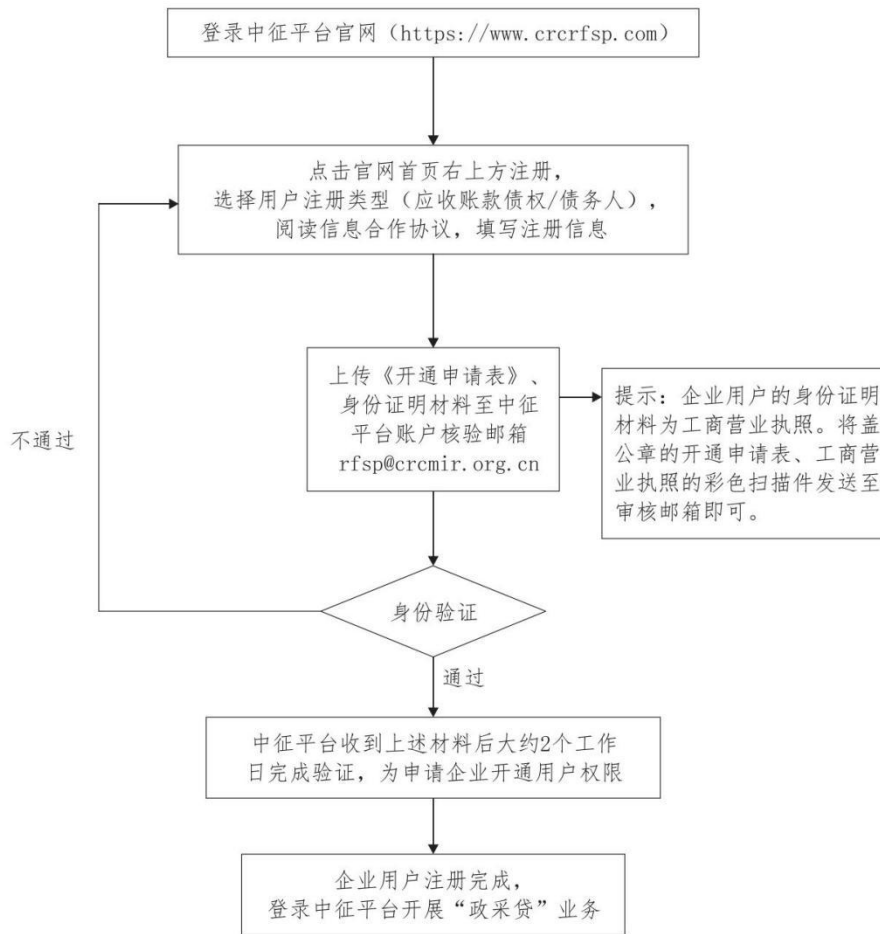 登录中征平台官网（https://www.crcrfsp.com）
点击官网首页右上方注册，
选择用户注册类型（应收账款债权/债务人），
阅读信息合作协议，填写注册信息
上传《开通申请表》、
身份证明材料至中征
平台账户核验邮箱
rfsp@crcmir.org.cn
提示：企业用户的身份证明
材料为工商营业执照。将盖
公章的开通申请表、工商营
业执照的彩色扫描件发送至
审核邮箱即可。
不通过
身份验证
通过
中征平台收到上述材料后大约2个工作
日完成验证，为申请企业开通用户权限
企业用户注册完成，
登录中征平台开展“政采贷”业务